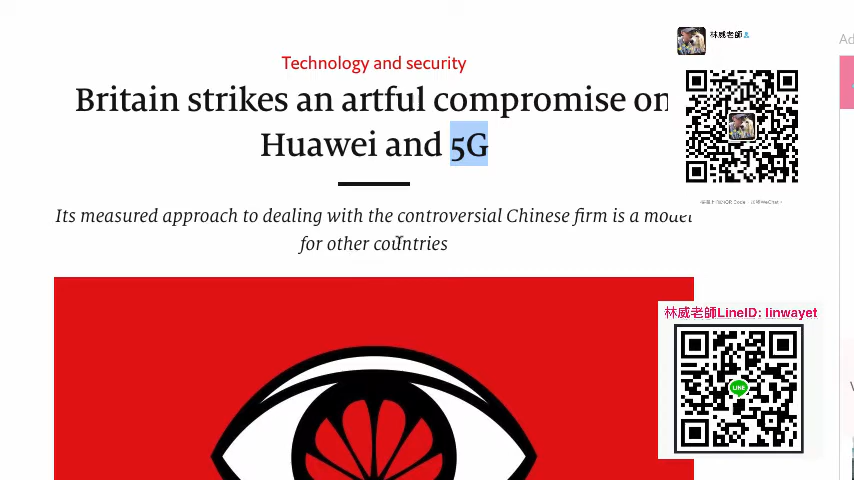 Technology and security
Britain strikes an artful compromise on
Huawei and 5G
Its measured approach to dealing with the controversial Chinese firm is a model
for other countries
林威老師
林威老師LineID: linwayet
LINE
Ad